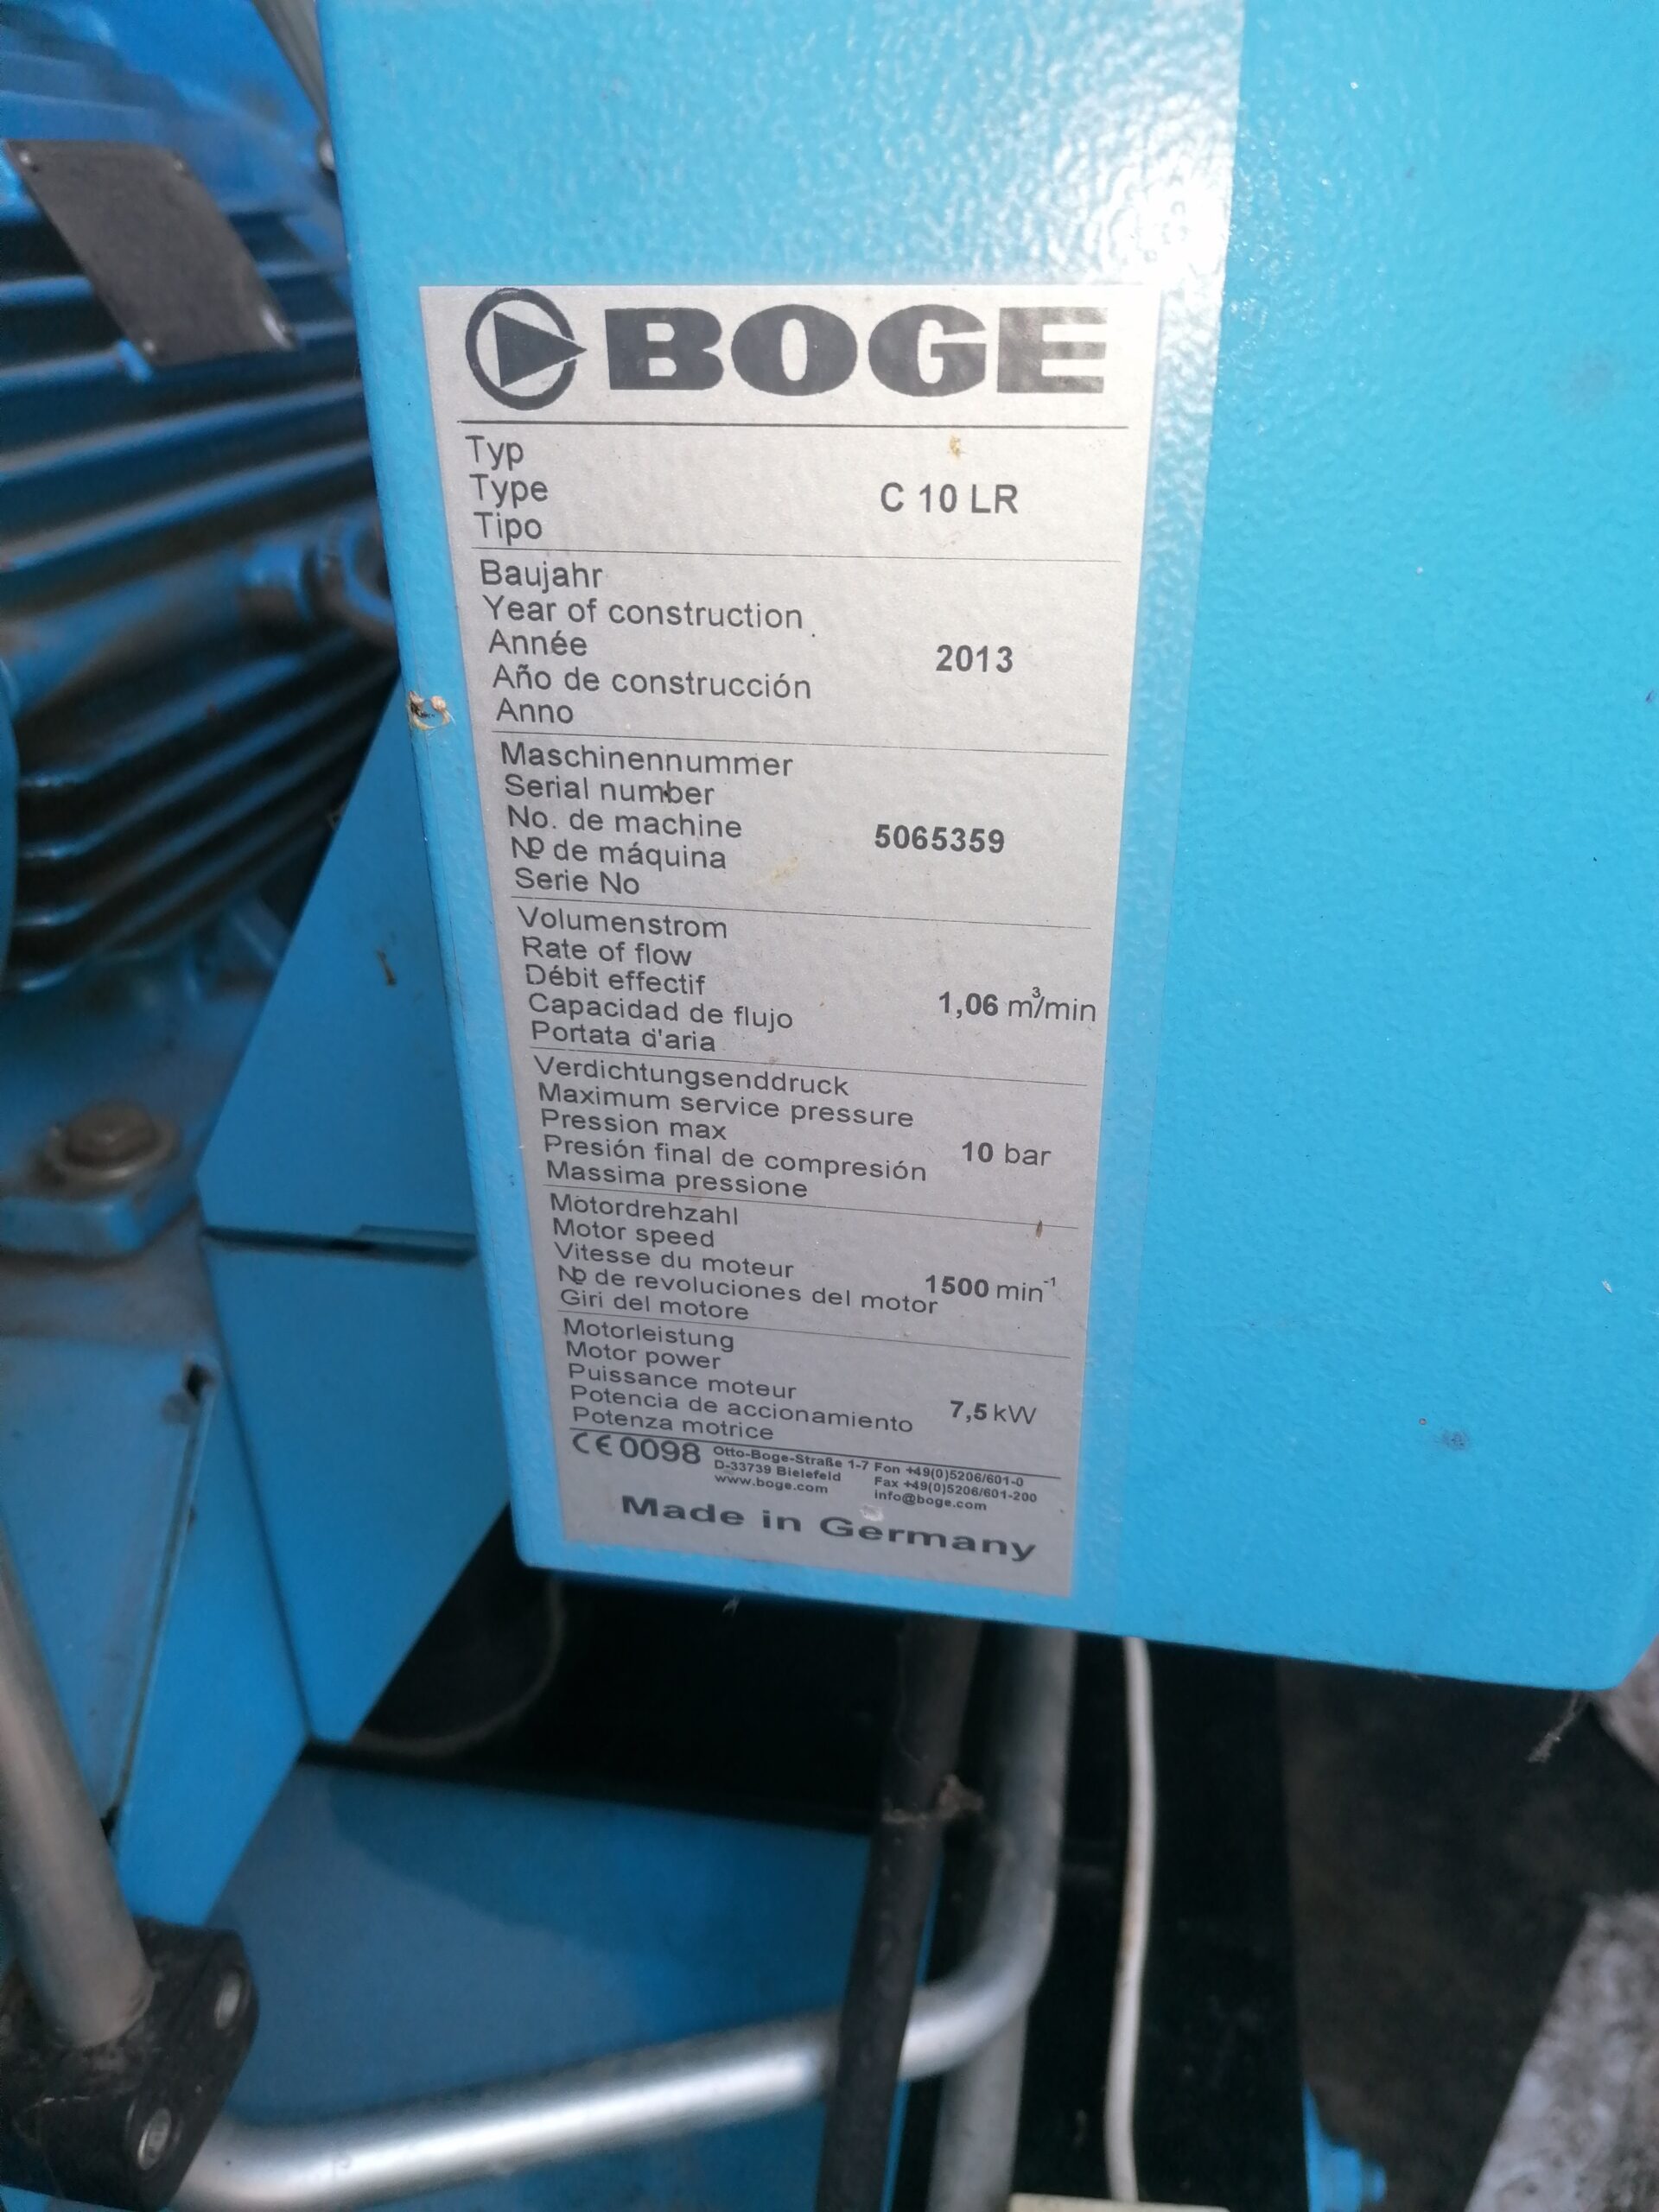 BOGE
Typ
Type
Tipo
C 10 LR
Baujahr
Year of construction
Année
Año de construcción
Anno
2013
Maschinennummer
Serial number
No. de machine
Nº de máquina
Serie No
5065359
Volumenstrom
Rate of flow
Débit effectif
Capacidad de flujo
Portata d'aria
1,06 m³/min
Verdichtungsenddruck
Maximum service pressure
Pression max
Presión final de compresión
Massima pressione
10 bar
Motordrehzahl
Motor speed
Vitesse du moteur
Nº de revoluciones del motor
Giri del motore
1500 min⁻¹
Motorleistung
Motor power
Puissance moteur
Potencia de accionamiento
Potenza motrice
7,5 kW
CE 0098
Otto-Boge-Straße 1-7 Fon +49(0)5206/601-0
D-33739 Bielefeld Fax +49(0)5206/601-200
www.boge.com info@boge.com
Made in Germany